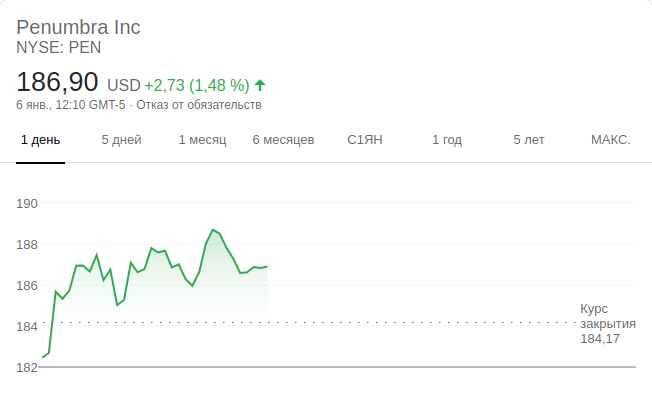 Penumbra Inc
NYSE: PEN
186,90 USD +2,73 (1,48 %)
6 янв., 12:10 GMT-5 · Отказ от обязательств
1 день 5 дней 1 месяц 6 месяцев С1ЯН 1 год 5 лет МАКС.
190
188
186
184
182
Курс
закрытия
184,17